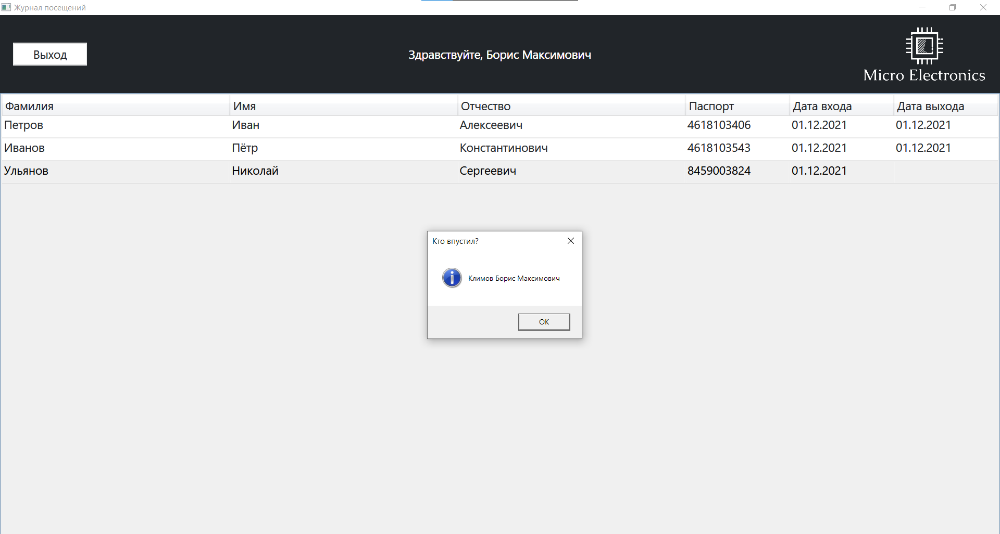 Журнал посещений
Выход
Здравствуйте, Борис Максимович
Micro Electronics
Фамилия Имя Отчество Паспорт Дата входа Дата выхода
Петров Иван Алексеевич 4618103406 01.12.2021 01.12.2021
Иванов Пётр Константинович 4618103543 01.12.2021 01.12.2021
Ульянов Николай Сергеевич 8459003824 01.12.2021
Кто впустил?
Климов Борис Максимович
ОК